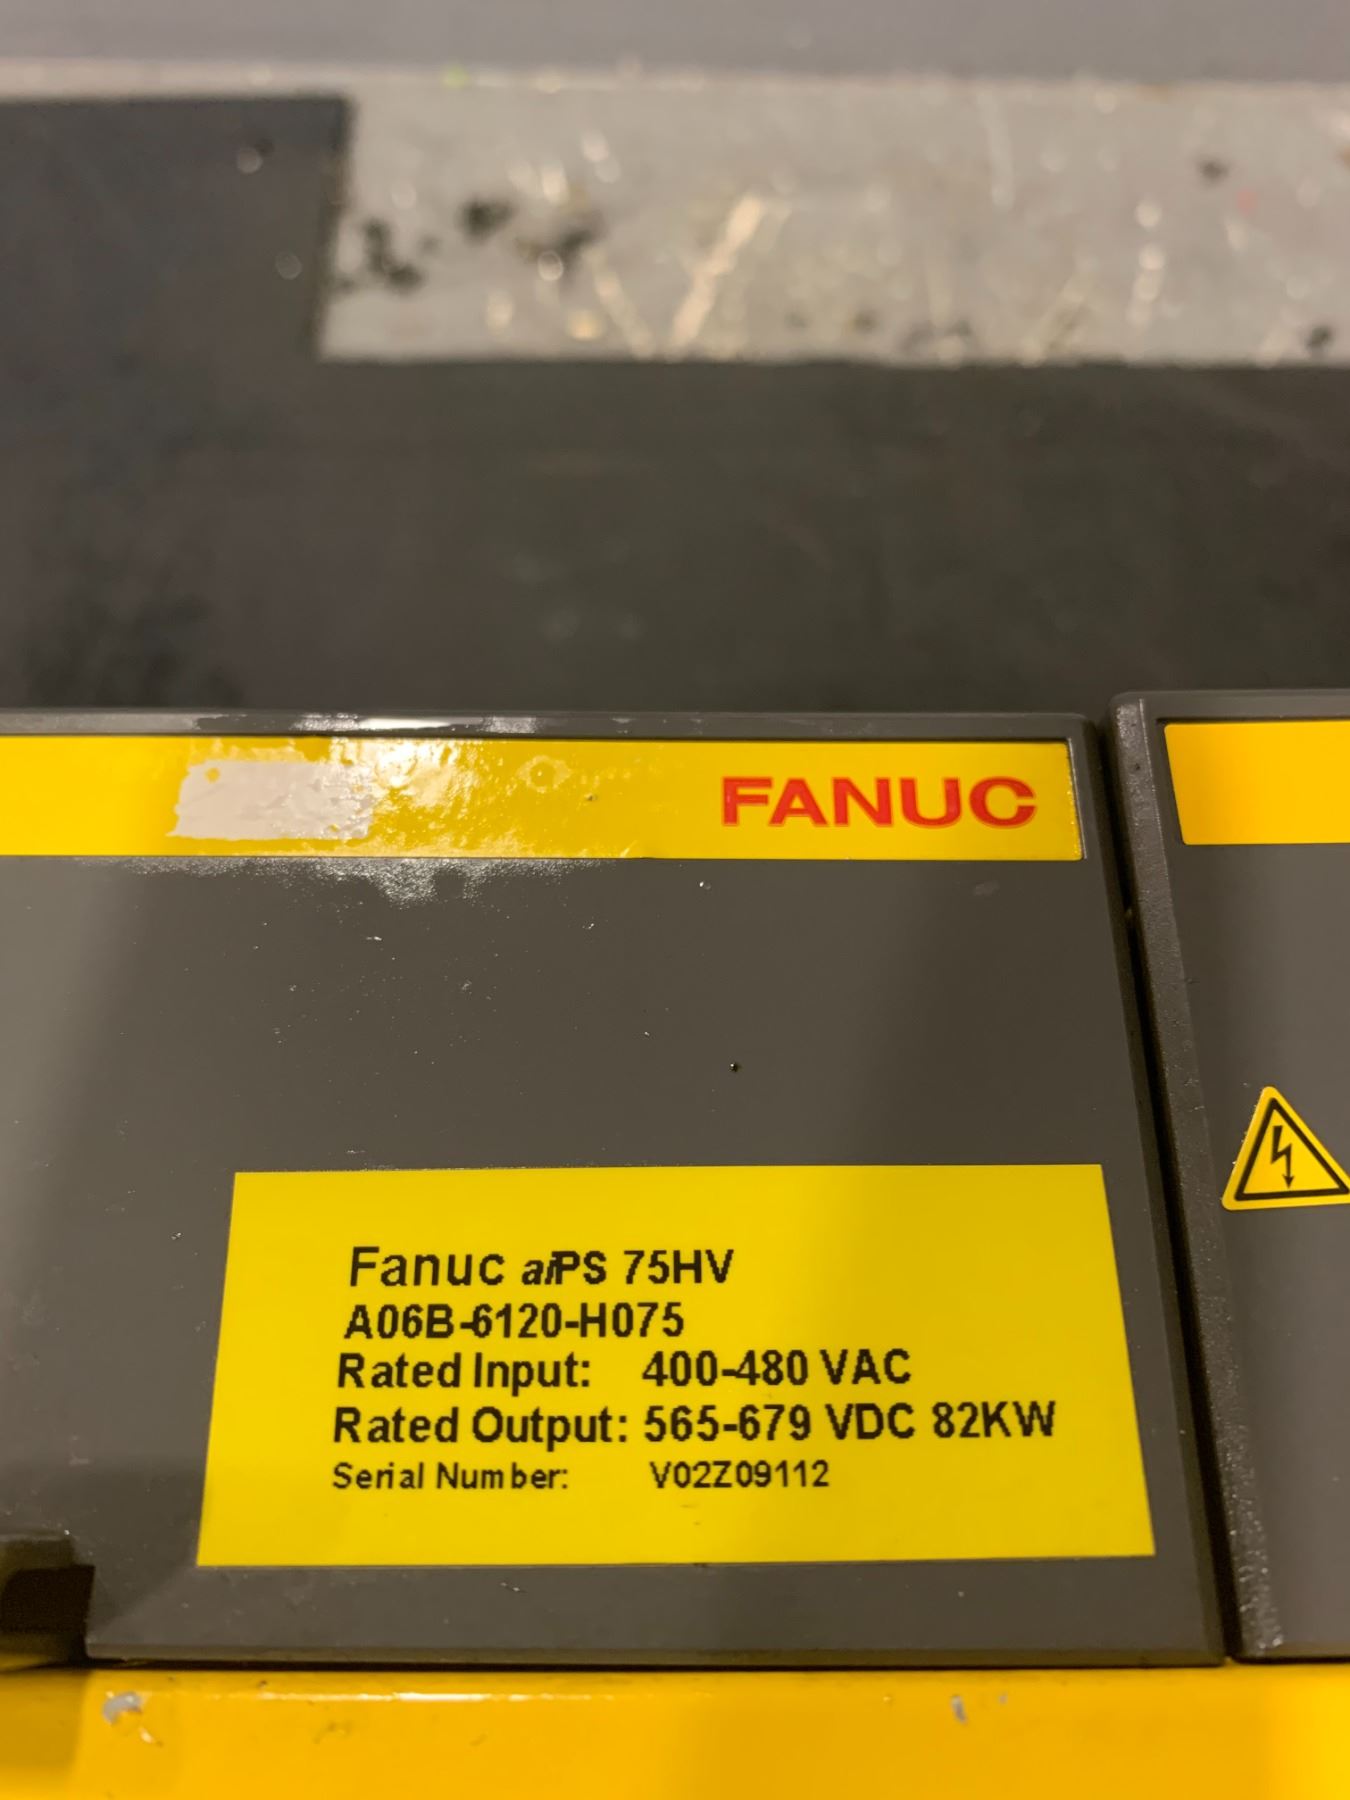 FANUC
Fanuc aiPS 75HV
A06B-6120-H075
Rated Input: 400-480 VAC
Rated Output: 565-679 VDC 82KW
Serial Number: V02Z09112